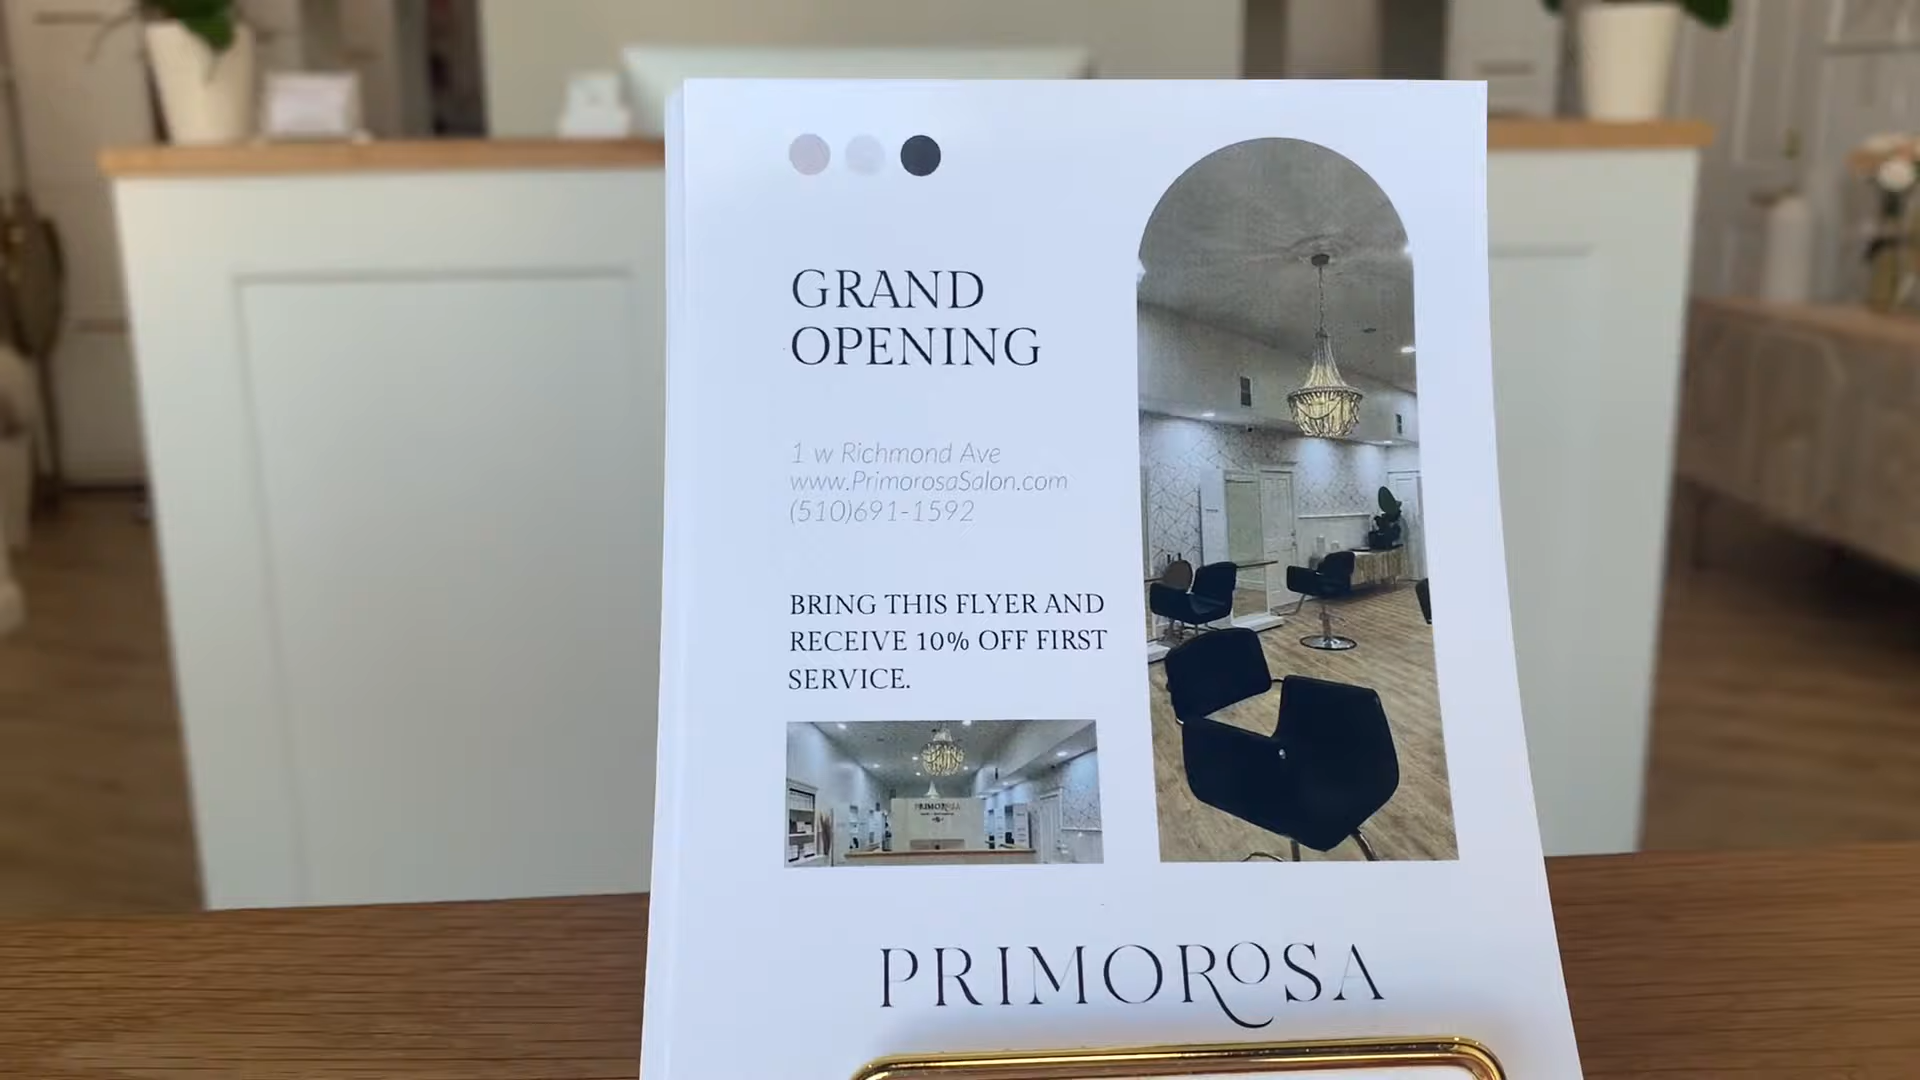 GRAND
OPENING
1 w Richmond Ave
www.PrimorosaSalon.com
(510)691-1592
BRING THIS FLYER AND
RECEIVE 10% OFF FIRST
SERVICE.
PRIMOROSA
PRIMOROSA